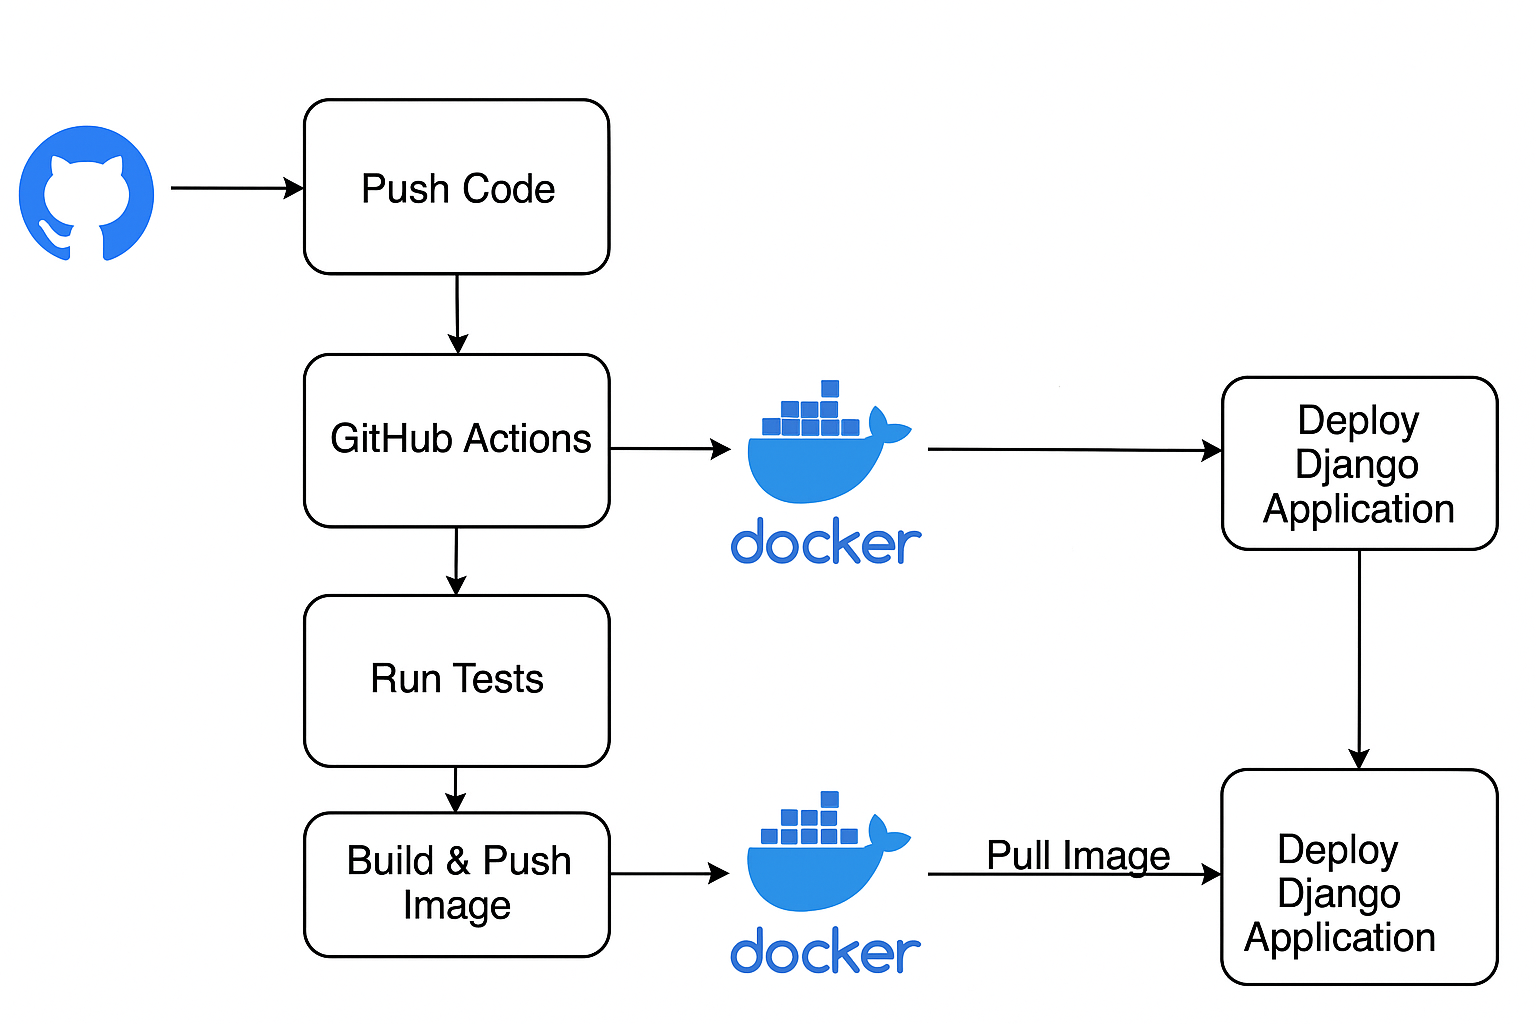 Push Code
GitHub Actions
docker
Deploy
Django
Application
Run Tests
Build & Push
Image
docker
Pull Image
Deploy
Django
Application